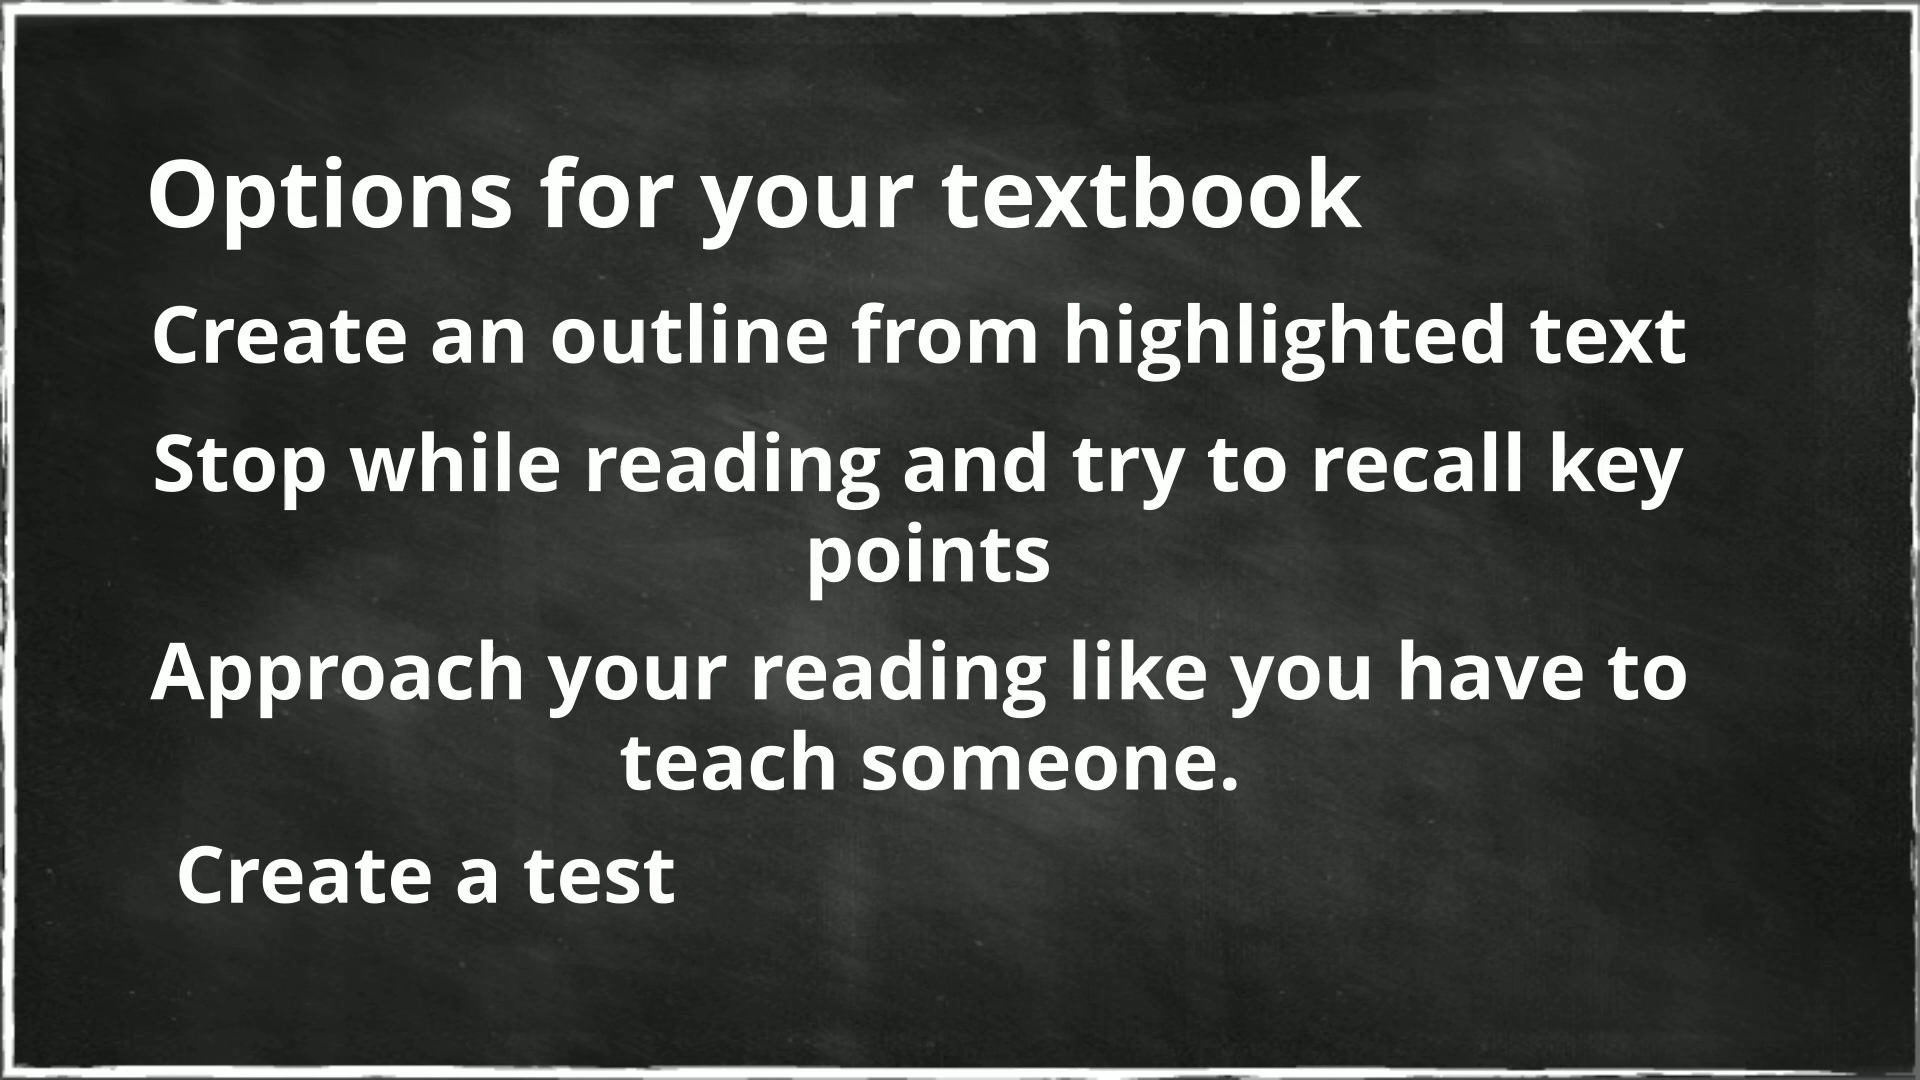 Options for your textbook
Create an outline from highlighted text
Stop while reading and try to recall key
points
Approach your reading like you have to
teach someone.
Create a test